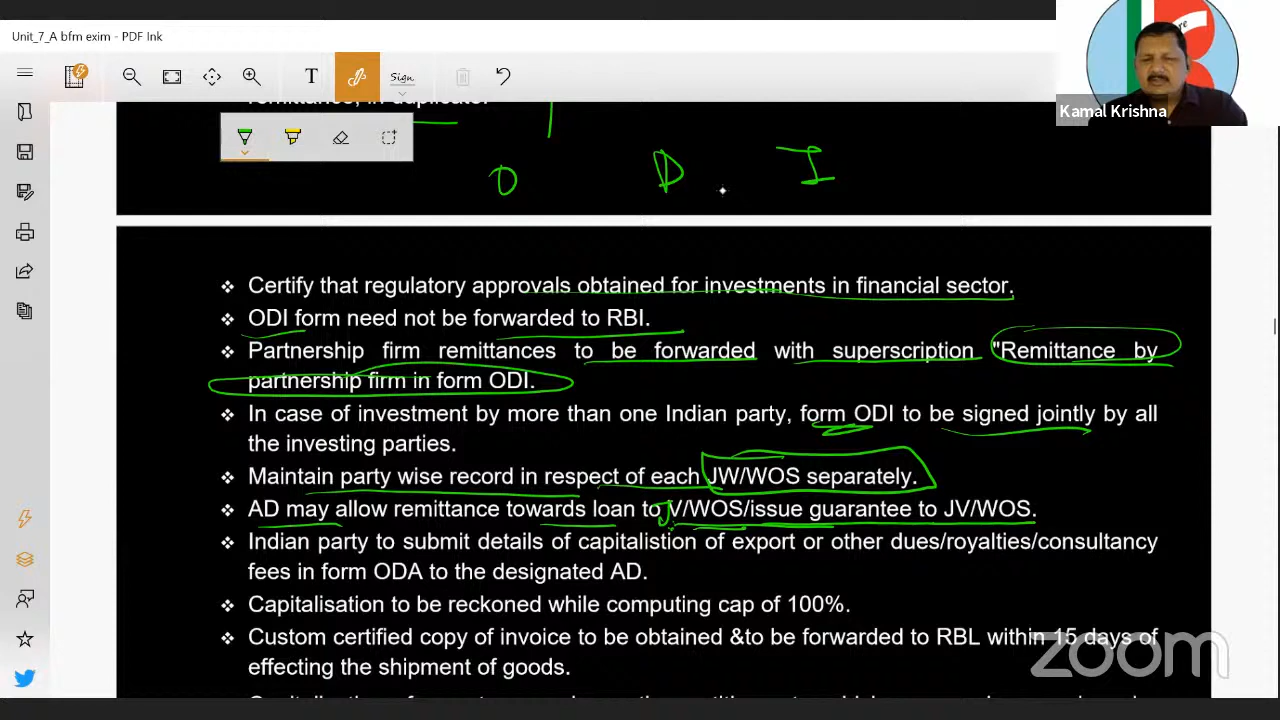 Unit_7_A bfm exim - PDF Ink
T
Sign
Kamal Krishna
remittance, in duplicate.
O D I
❖ Certify that regulatory approvals obtained for investments in financial sector.
❖ ODI form need not be forwarded to RBI.
❖ Partnership firm remittances to be forwarded with superscription "Remittance by
partnership firm in form ODI.
❖ In case of investment by more than one Indian party, form ODI to be signed jointly by all
the investing parties.
❖ Maintain party wise record in respect of each JW/WOS separately.
❖ AD may allow remittance towards loan to JV/WOS/issue guarantee to JV/WOS.
❖ Indian party to submit details of capitalistion of export or other dues/royalties/consultancy
fees in form ODA to the designated AD.
❖ Capitalisation to be reckoned while computing cap of 100%.
❖ Custom certified copy of invoice to be obtained &to be forwarded to RBL within 15 days of
effecting the shipment of goods.
zoom